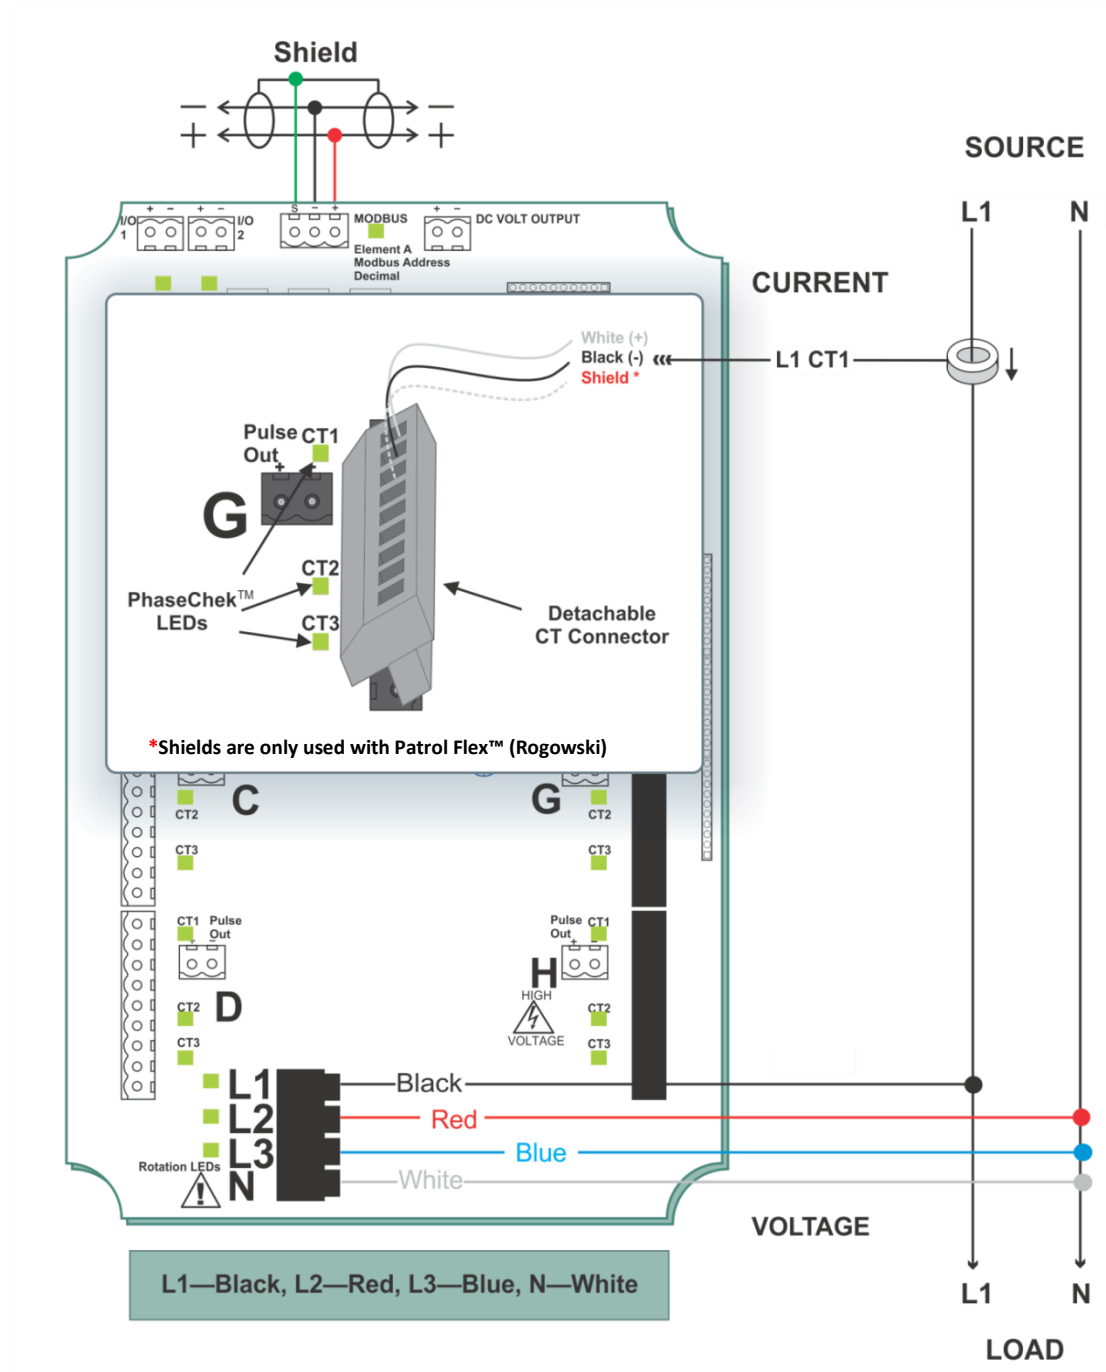 Shield
− −
+ +
SOURCE
L1 N
I/O
1
+ −
+ −
I/O
2
S − +
MODBUS
+ −
DC VOLT OUTPUT
Element A
Modbus Address
Decimal
CURRENT
White (+)
Black (-)
Shield *
L1 CT1
Pulse
Out
CT1
+ +
G
CT2
PhaseChek™
LEDs
CT3
Detachable
CT Connector
*Shields are only used with Patrol Flex™ (Rogowski)
C
CT2
CT3
G
CT2
CT3
CT1 Pulse
Out
+ −
D
CT2
CT3
Pulse
Out
CT1
+ −
H
HIGH
VOLTAGE
CT2
CT3
L1
Black
L2
Red
L3
Blue
Rotation LEDs
N
White
VOLTAGE
L1—Black, L2—Red, L3—Blue, N—White
L1 N
LOAD